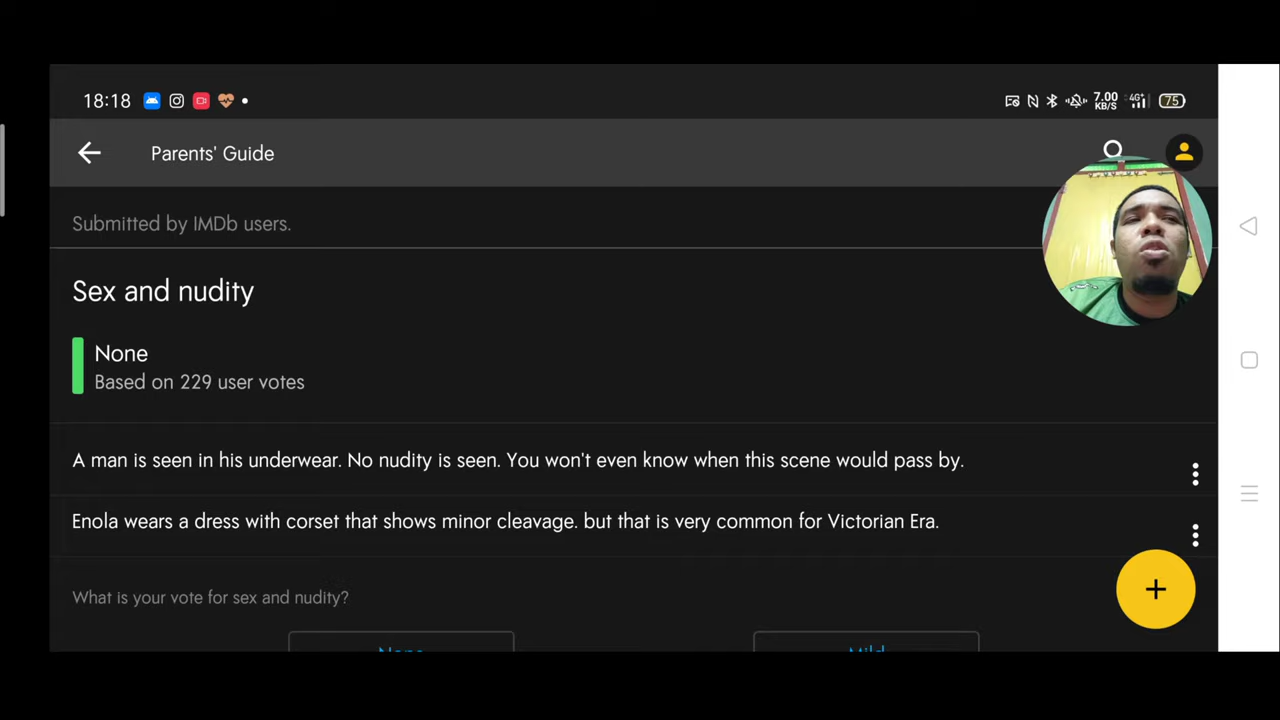 18:18
7.00
KB/S
4G+
75
Parents' Guide
Submitted by IMDb users.
Sex and nudity
None
Based on 229 user votes
A man is seen in his underwear. No nudity is seen. You won't even know when this scene would pass by.
Enola wears a dress with corset that shows minor cleavage. but that is very common for Victorian Era.
What is your vote for sex and nudity?
None
Mild